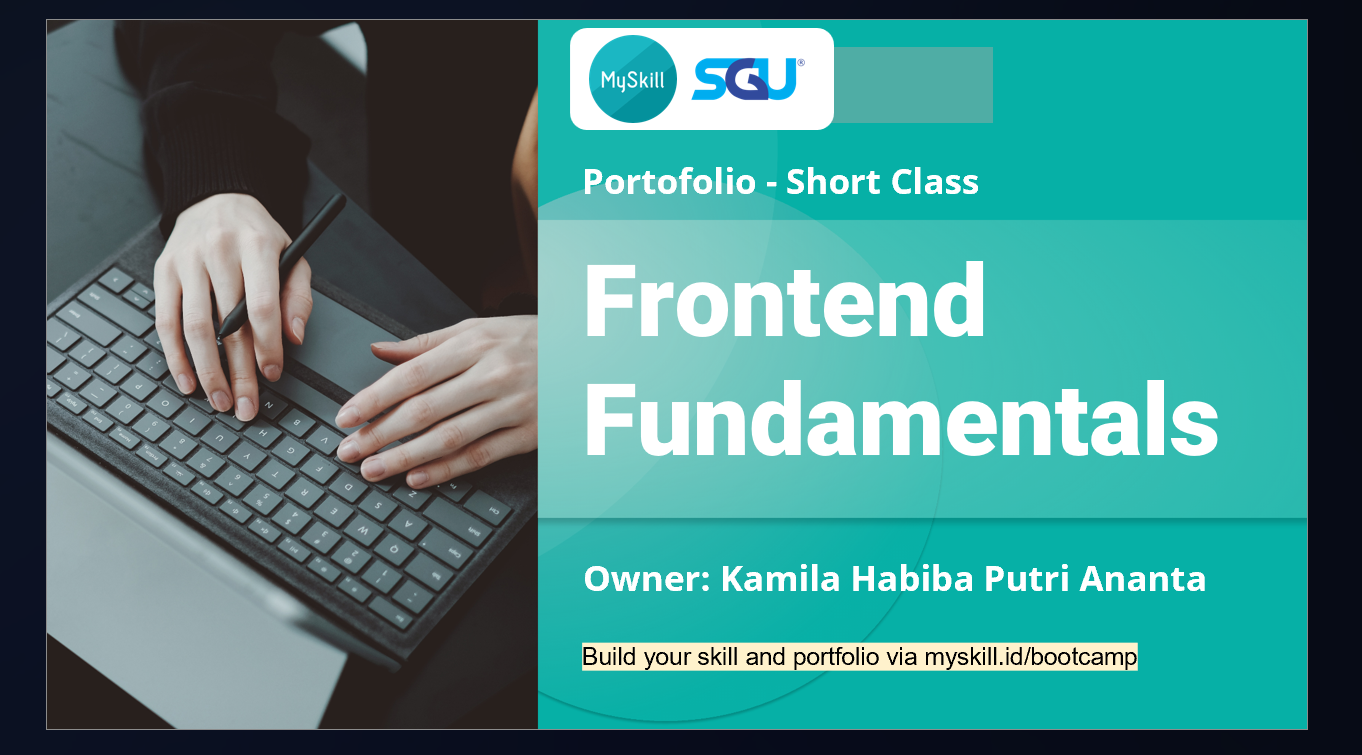 MySkill SGU®
Portofolio - Short Class
Frontend
Fundamentals
Owner: Kamila Habiba Putri Ananta
Build your skill and portfolio via myskill.id/bootcamp